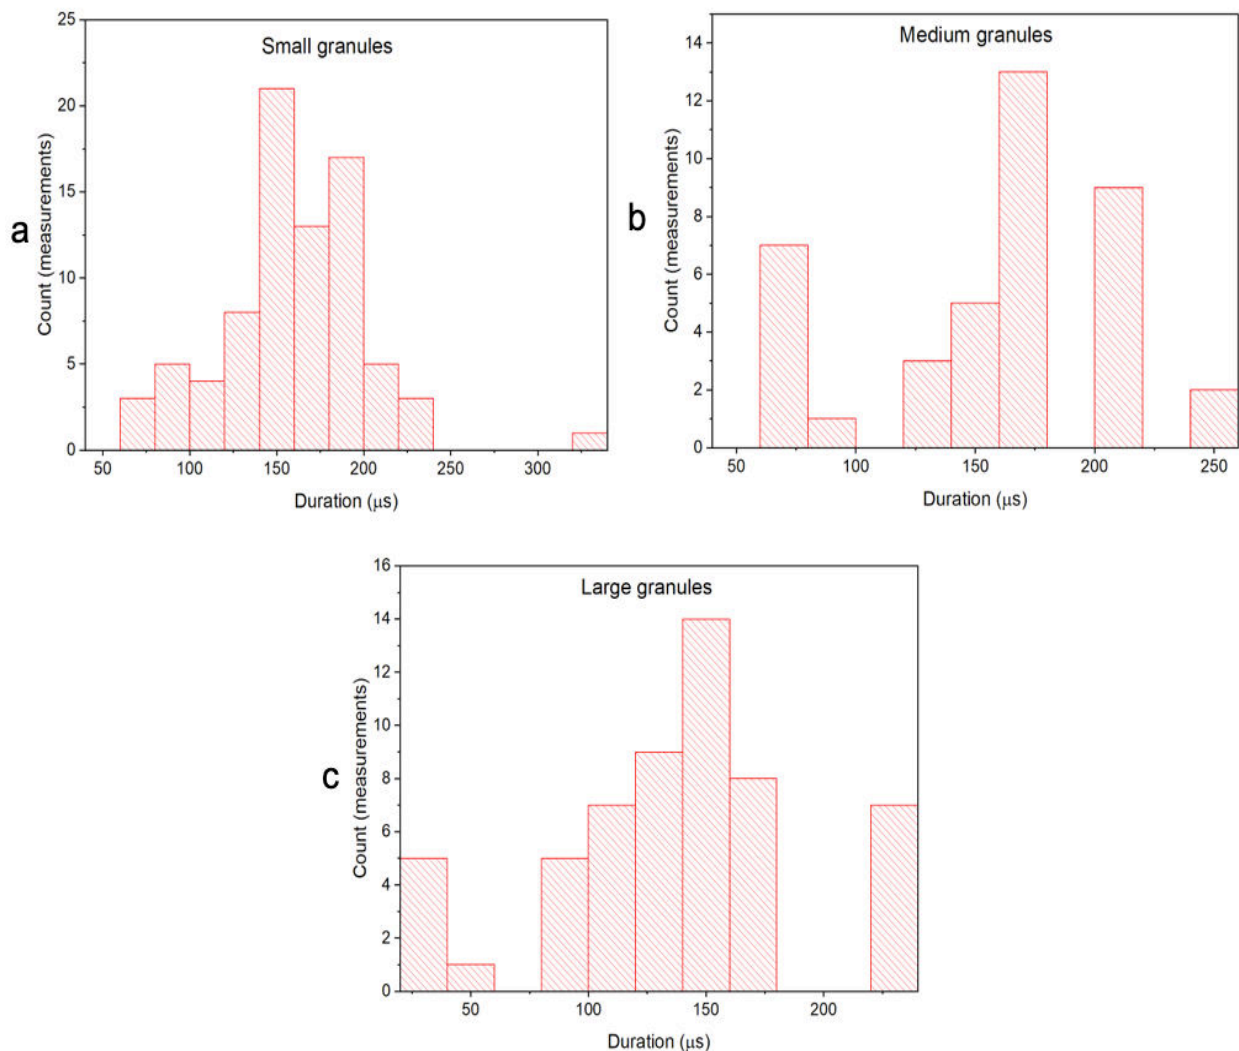 a
Small granules
Count (measurements)
25
20
15
10
5
0
50 100 150 200 250 300
Duration (μs)
b
Medium granules
Count (measurements)
14
12
10
8
6
4
2
0
50 100 150 200 250
Duration (μs)
c
Large granules
Count (measurements)
16
14
12
10
8
6
4
2
0
50 100 150 200
Duration (μs)